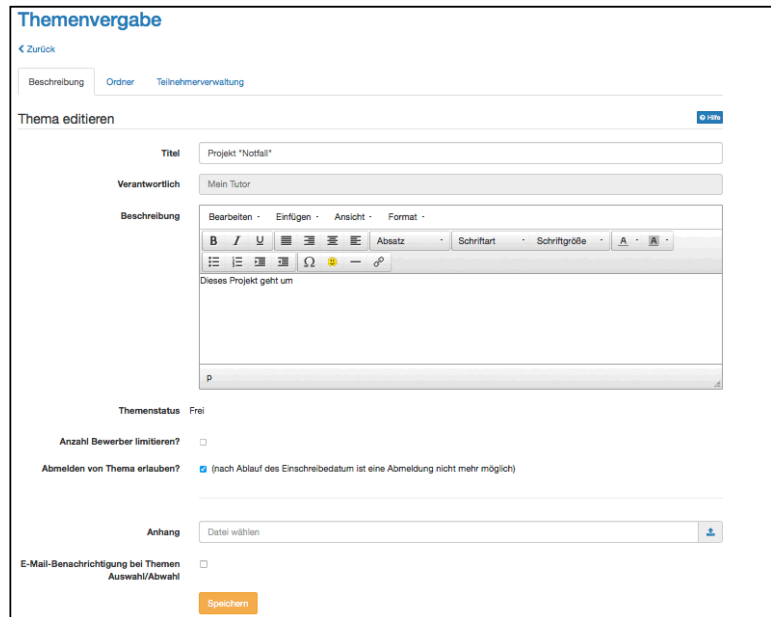 Themenvergabe
Zurück
Beschreibung Ordner Teilnehmerverwaltung
Thema editieren Hilfe
Titel Projekt "Notfall"
Verantwortlich Mein Tutor
Beschreibung Bearbeiten Einfügen Ansicht Format
B I U Absatz Schriftart Schriftgröße A A
Ω
Dieses Projekt geht um
p
Themenstatus Frei
Anzahl Bewerber limitieren?
Abmelden von Thema erlauben? (nach Ablauf des Einschreibedatum ist eine Abmeldung nicht mehr möglich)
Anhang Datei wählen
E-Mail-Benachrichtigung bei Themen
Auswahl/Abwahl
Speichern